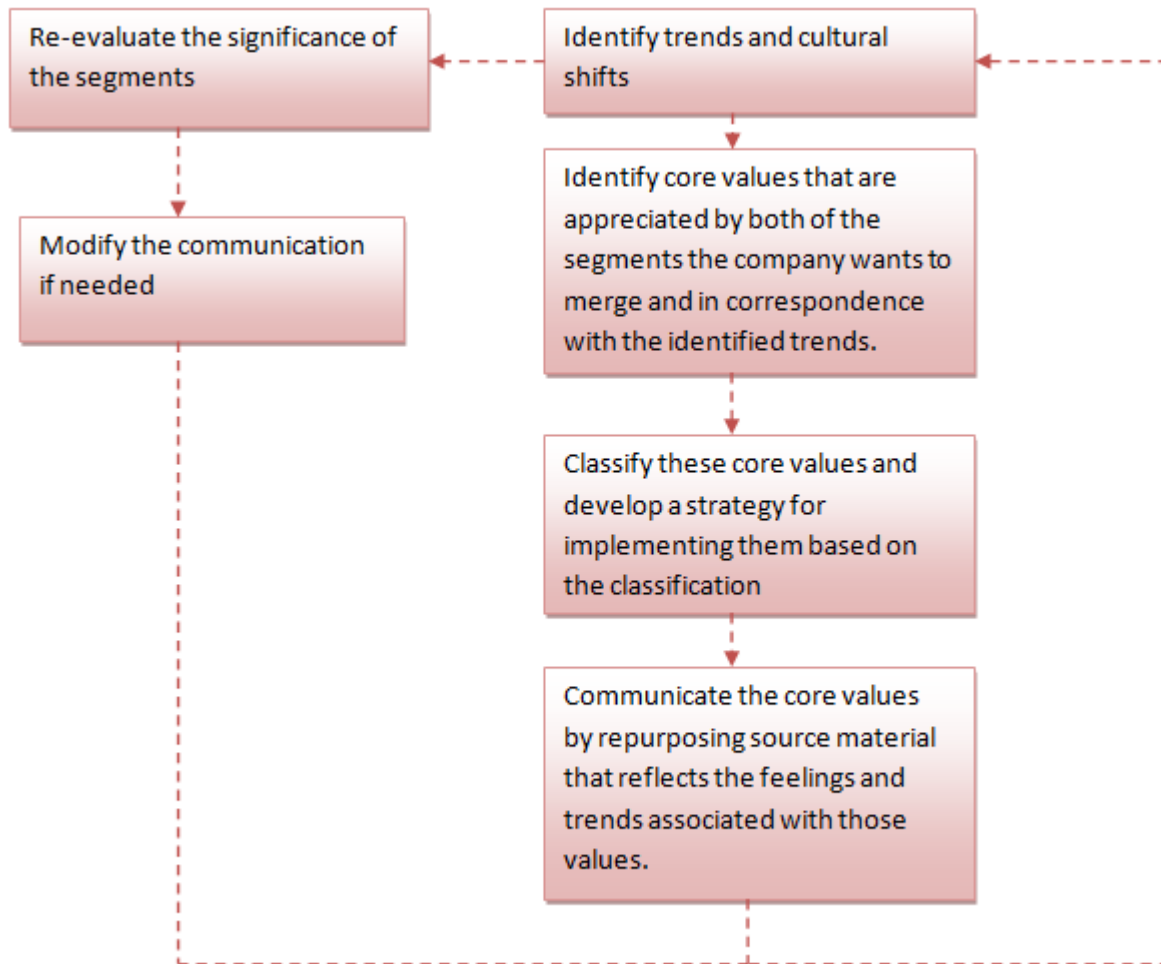 Re-evaluate the significance of
the segments
Identify trends and cultural
shifts
Identify core values that are
appreciated by both of the
segments the company wants to
merge and in correspondence
with the identified trends.
Modify the communication
if needed
Classify these core values and
develop a strategy for
implementing them based on
the classification
Communicate the core values
by repurposing source material
that reflects the feelings and
trends associated with those
values.